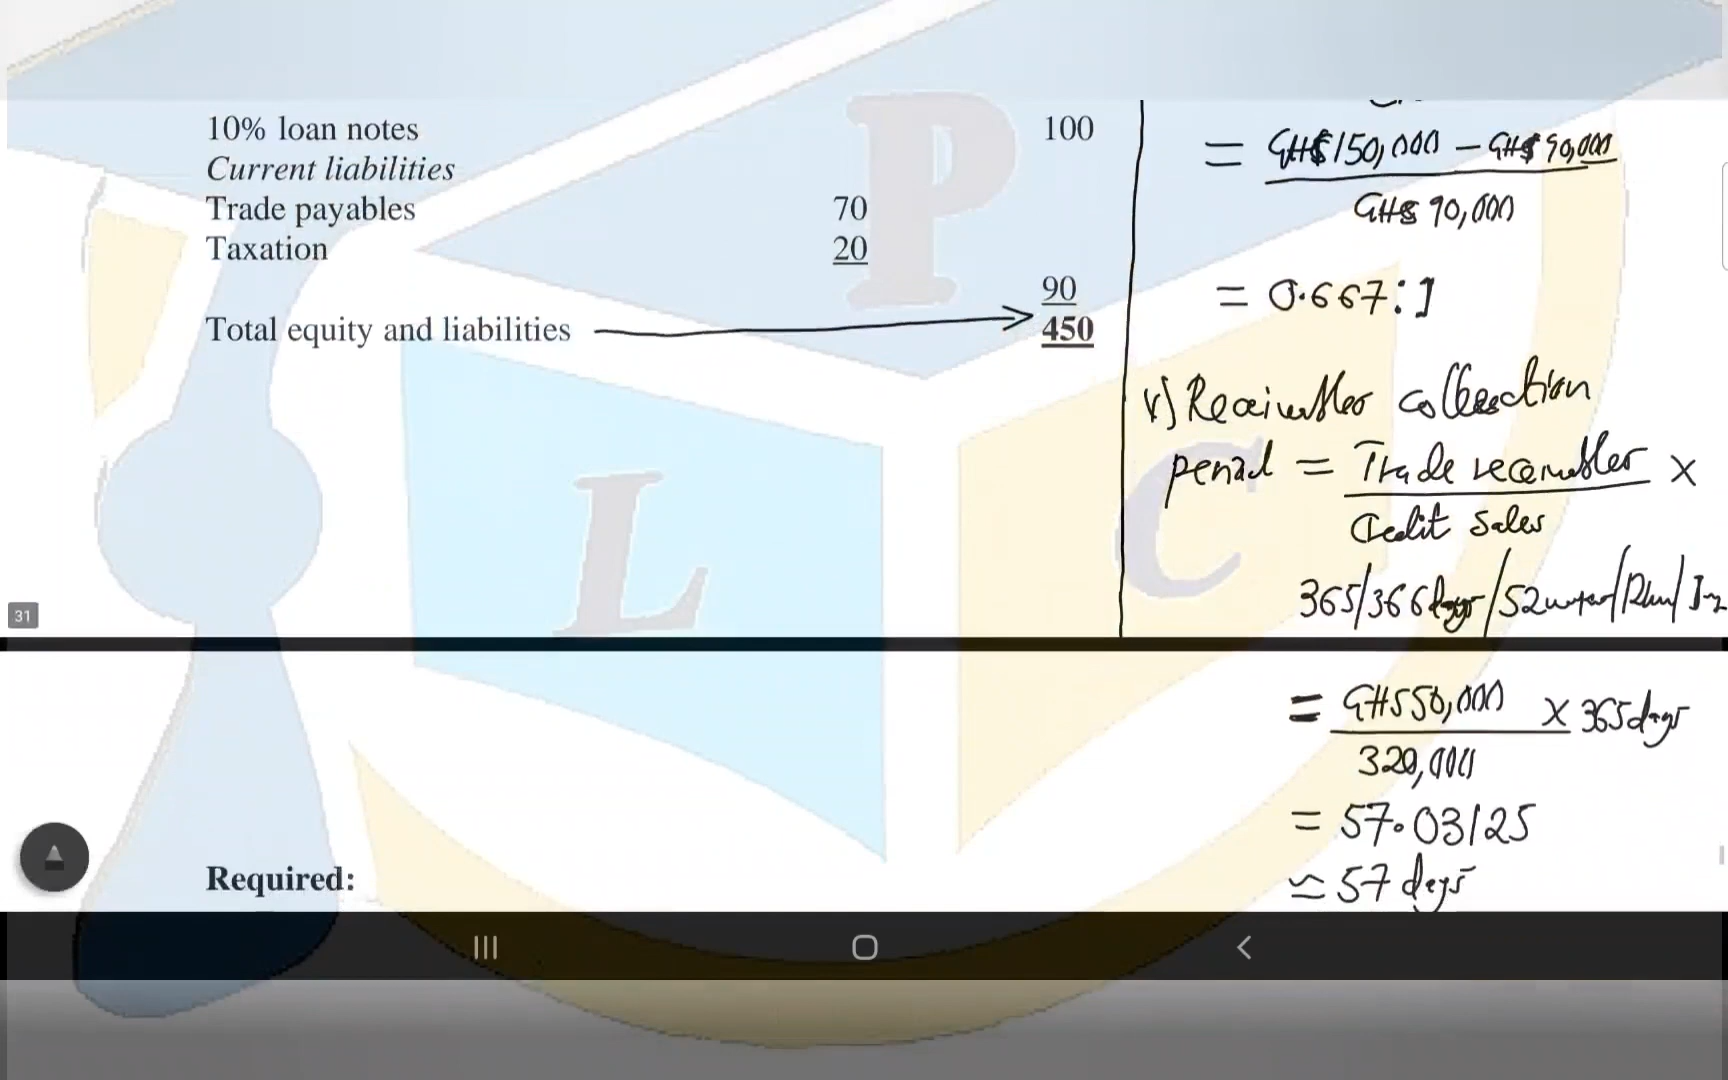 10% loan notes 100
Current liabilities
Trade payables 70
Taxation 20
90
Total equity and liabilities 450
31
Required:
= GH$150,000 – GH$90,000
GH$ 90,000
= 0.667:1
v) Receivables collection
period = Trade receivables ×
Credit Sales
365/366 days/52 /12
= GH$50,000 × 365 days
320,000
= 57.03125
≃ 57 days
P
L
C